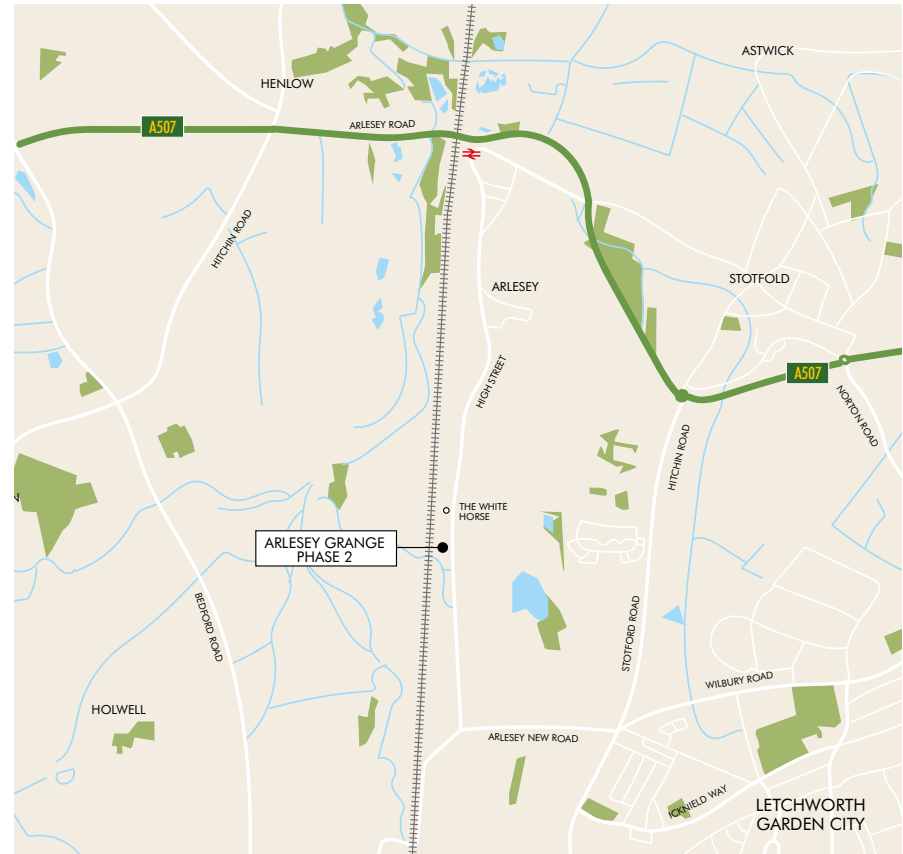 ASTWICK
HENLOW
A507
ARLESEY ROAD
HITCHIN ROAD
STOTFOLD
ARLESEY
A507
HIGH STREET
NORTON ROAD
HITCHIN ROAD
N
THE WHITE
HORSE
ARLESEY GRANGE
PHASE 2
BEDFORD ROAD
STOTFORD ROAD
WILBURY ROAD
HOLWELL
ARLESEY NEW ROAD
ICKNIELD WAY
LETCHWORTH
GARDEN CITY